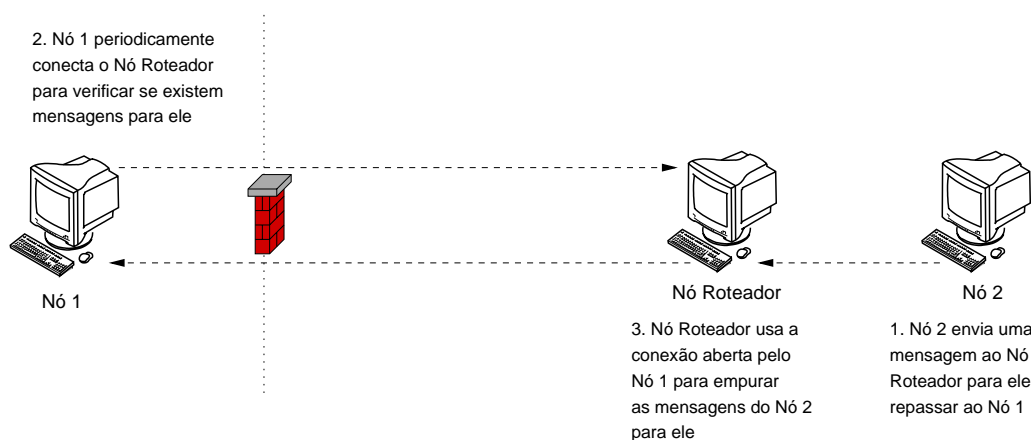 2. Nó 1 periodicamente
conecta o Nó Roteador
para verificar se existem
mensagens para ele
Nó 1
Nó Roteador
Nó 2
3. Nó Roteador usa a
conexão aberta pelo
Nó 1 para empurrar
as mensagens do Nó 2
para ele
1. Nó 2 envia uma
mensagem ao Nó
Roteador para ele
repassar ao Nó 1